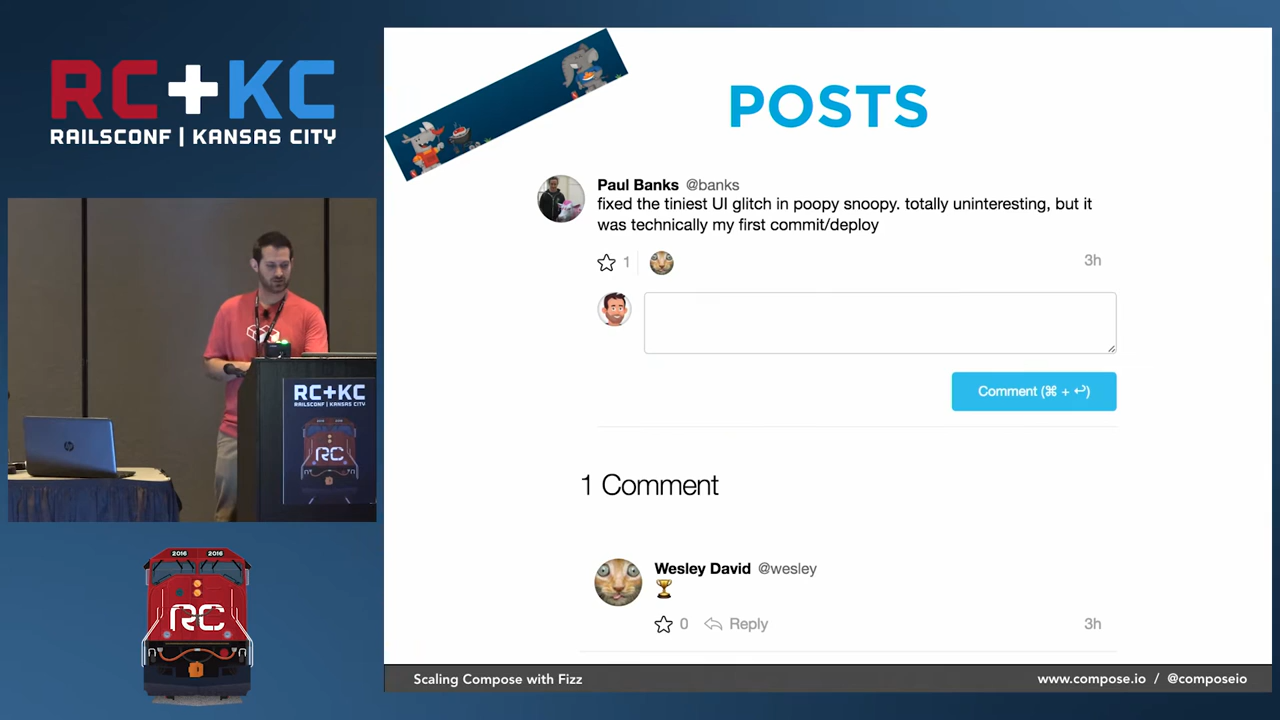 RC+KC
RAILSCONF | KANSAS CITY
RC+KC
RAILSCONF | KANSAS CITY
RC
hp
2016 2016
RC
POSTS
Paul Banks @banks
fixed the tiniest UI glitch in poopy snoopy. totally uninteresting, but it
was technically my first commit/deploy
1
3h
Comment (⌘ + ↩)
1 Comment
Wesley David @wesley
🏆
0 Reply
3h
Scaling Compose with Fizz
www.compose.io / @composeio